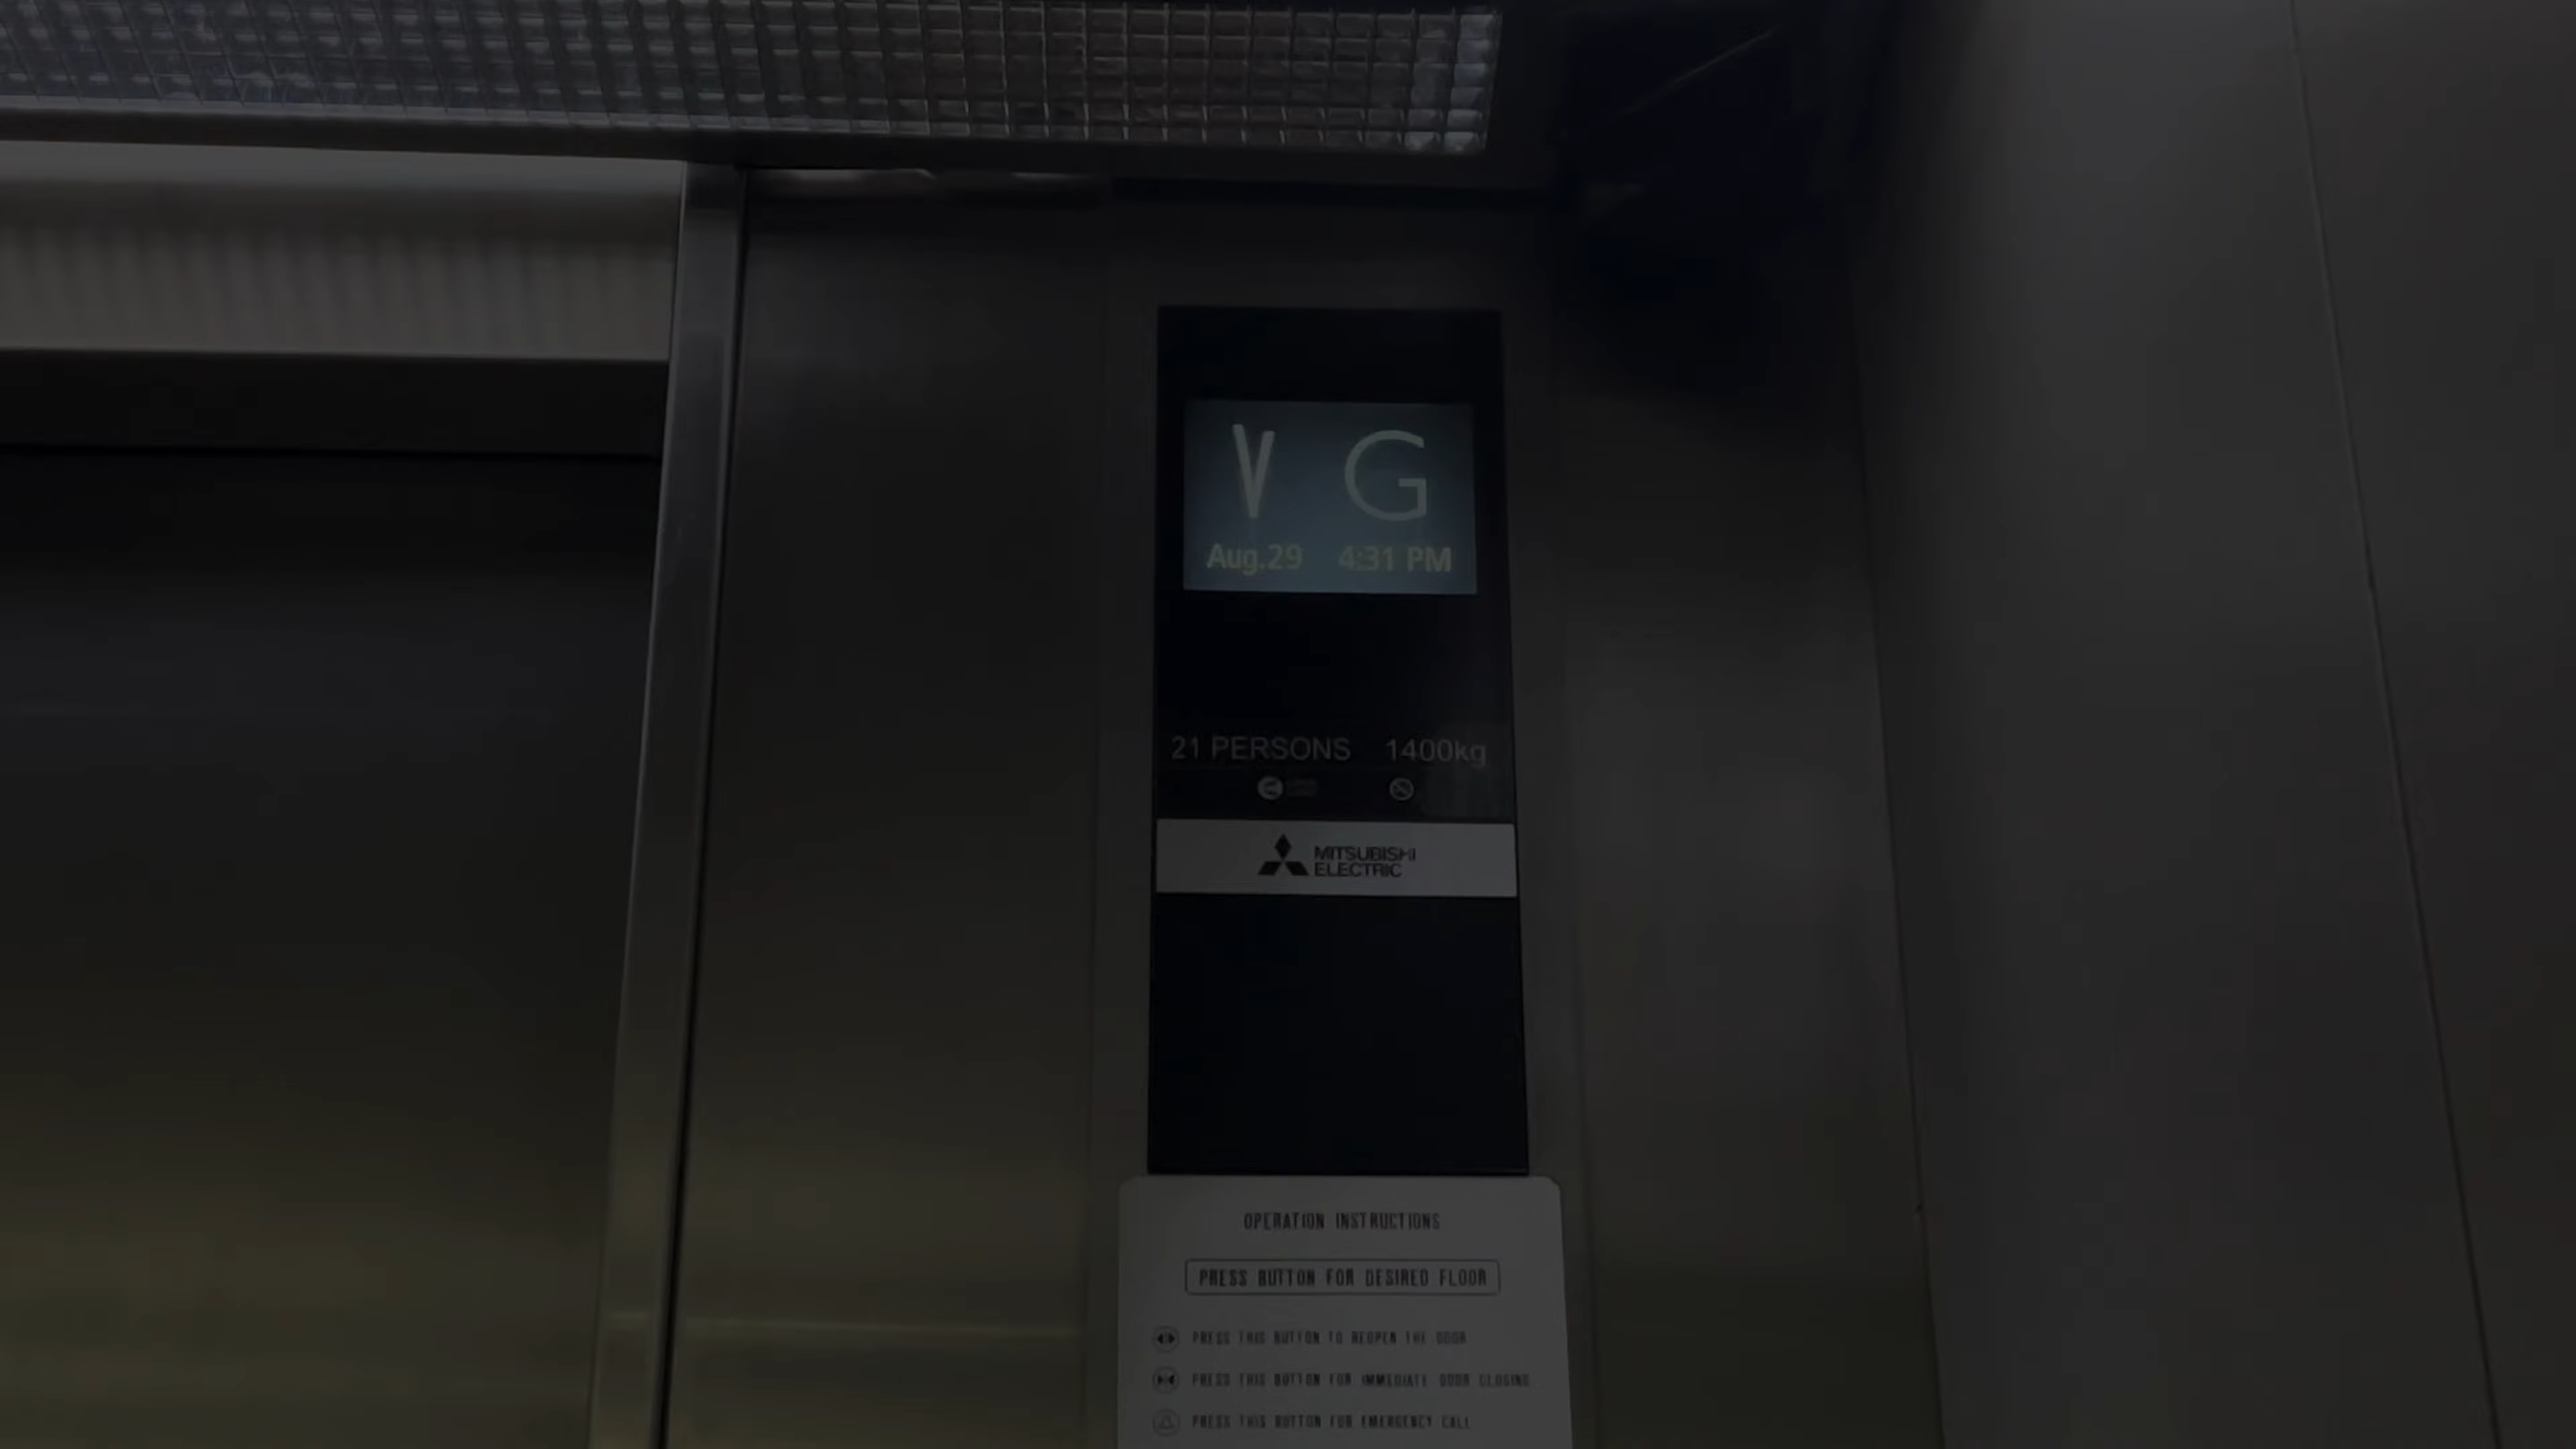 G
Aug.29 4:31 PM
21 PERSONS 1400kg
MITSUBISHI
ELECTRIC
OPERATION INSTRUCTIONS
PRESS BUTTON FOR DESIRED FLOOR
PRESS THIS BUTTON TO REOPEN THE DOOR
PRESS THIS BUTTON FOR IMMEDIATE DOOR CLOSING
PRESS THIS BUTTON FOR EMERGENCY CALL